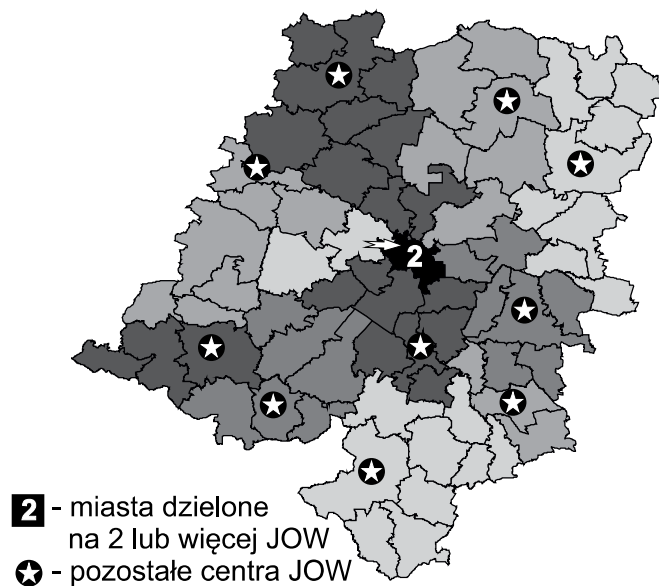 2
2 - miasta dzielone
na 2 lub więcej JOW
- pozostałe centra JOW